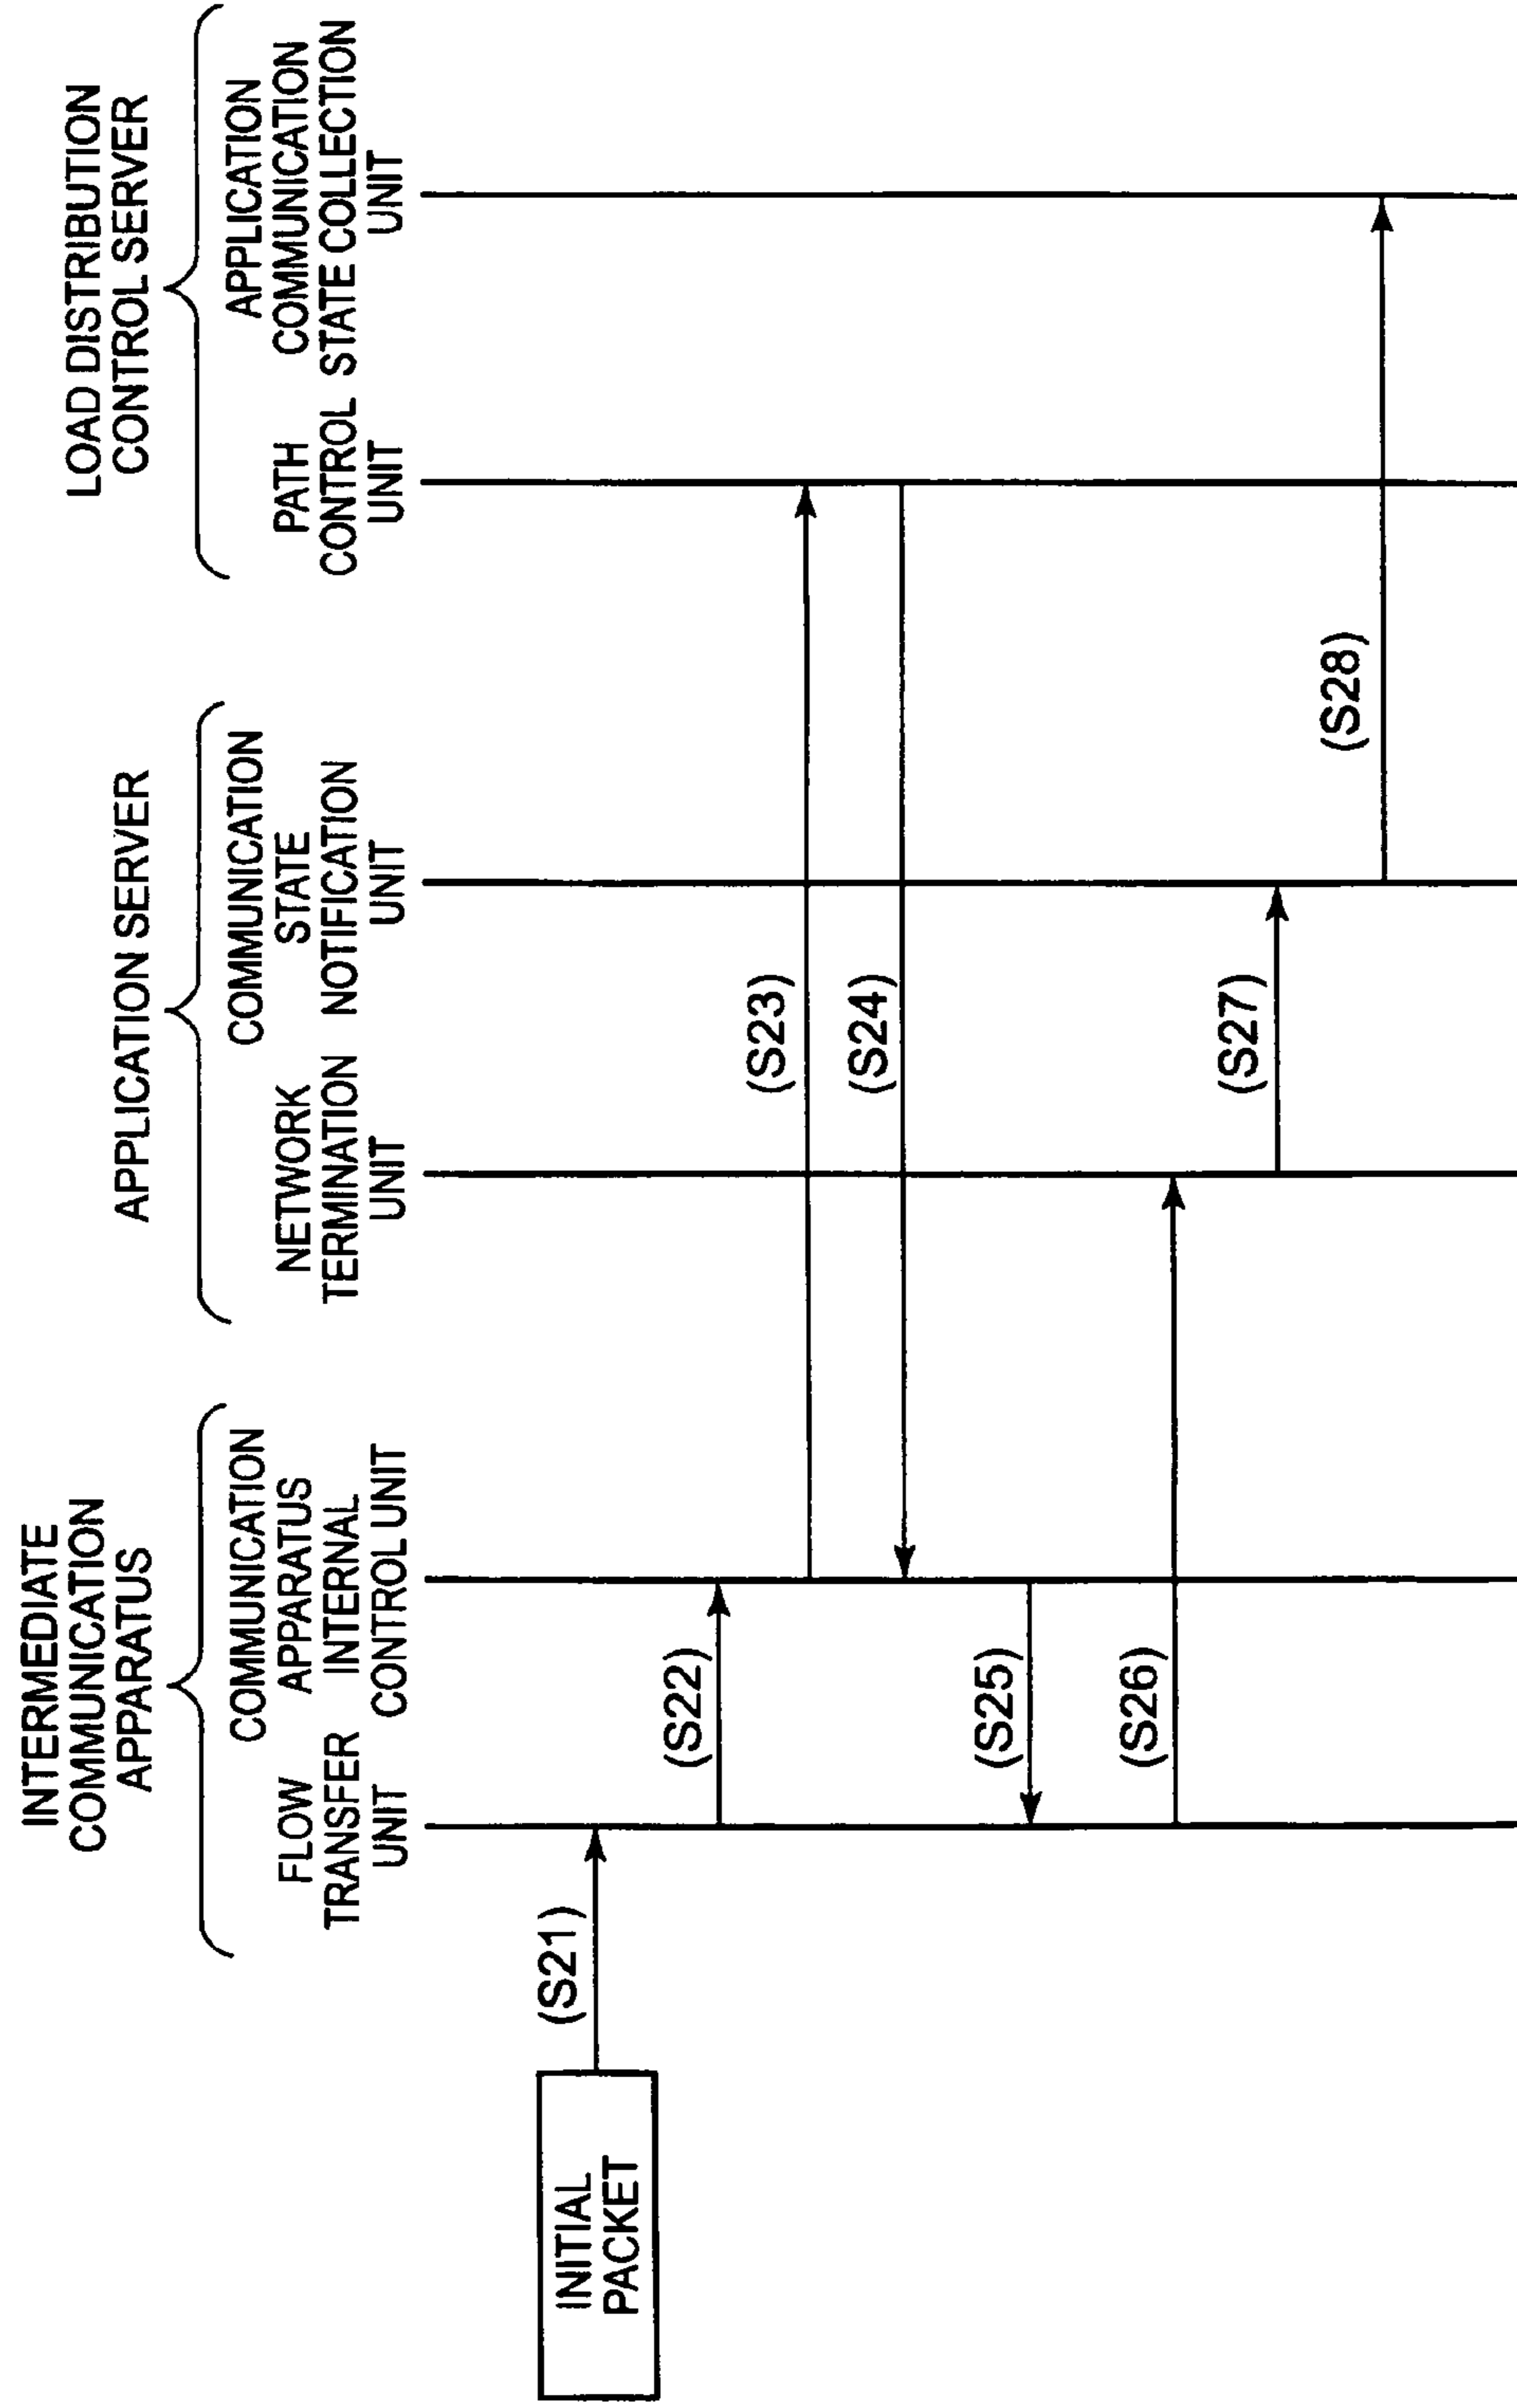 INTERMEDIATE
COMMUNICATION
APPARATUS
FLOW
TRANSFER
UNIT
COMMUNICATION
APPARATUS
INTERNAL
CONTROL UNIT
APPLICATION SERVER
NETWORK
TERMINATION
UNIT
COMMUNICATION
STATE
NOTIFICATION
UNIT
LOAD DISTRIBUTION
CONTROL SERVER
PATH
CONTROL
UNIT
APPLICATION
COMMUNICATION
STATE COLLECTION
UNIT
INITIAL
PACKET
(S21)
(S22)
(S23)
(S24)
(S25)
(S26)
(S27)
(S28)